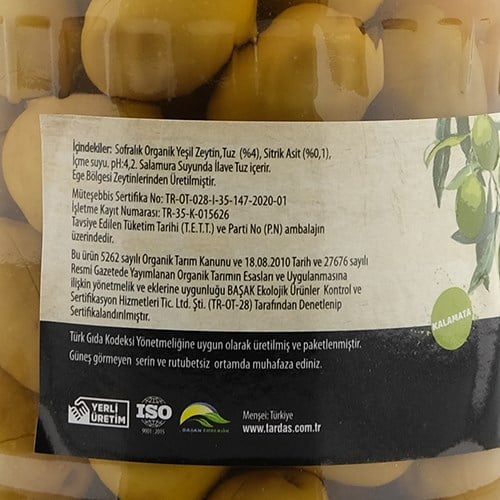 İçindekiler: Sofralık Organik Yeşil Zeytin,Tuz (%4), Sitrik Asit (%0,1),
İçme suyu, pH:4,2. Salamura Suyunda İlave Tuz içerir.
Ege Bölgesi Zeytinlerinden Üretilmiştir.
Müteşebbis Sertifika No: TR-OT-028-I-35-147-2020-01
İşletme Kayıt Numarası: TR-35-K-015626
Tavsiye Edilen Tüketim Tarihi (T.E.T.T.) ve Parti No (P.N) ambalajın
üzerindedir.
Bu ürün 5262 sayılı Organik Tarım Kanunu ve 18.08.2010 Tarih ve 27676 sayılı
Resmi Gazetede Yayımlanan Organik Tarımın Esasları ve Uygulanmasına
ilişkin yönetmelik ve eklerine uygunluğu BAŞAK Ekolojik Ürünler Kontrol ve
Sertifikasyon Hizmetleri Tic. Ltd. Şti. (TR-OT-28) Tarafından Denetlenip
Sertifikalandırılmıştır.
KALAMATA
Türk Gıda Kodeksi Yönetmeliğine uygun olarak üretilmiş ve paketlenmiştir.
Güneş görmeyen serin ve rutubetsiz ortamda muhafaza ediniz.
YERLİ
ÜRETİM
ISO
9001 : 2015
BAŞAK EKOLOJİK
Menşei: Türkiye
www.tardas.com.tr